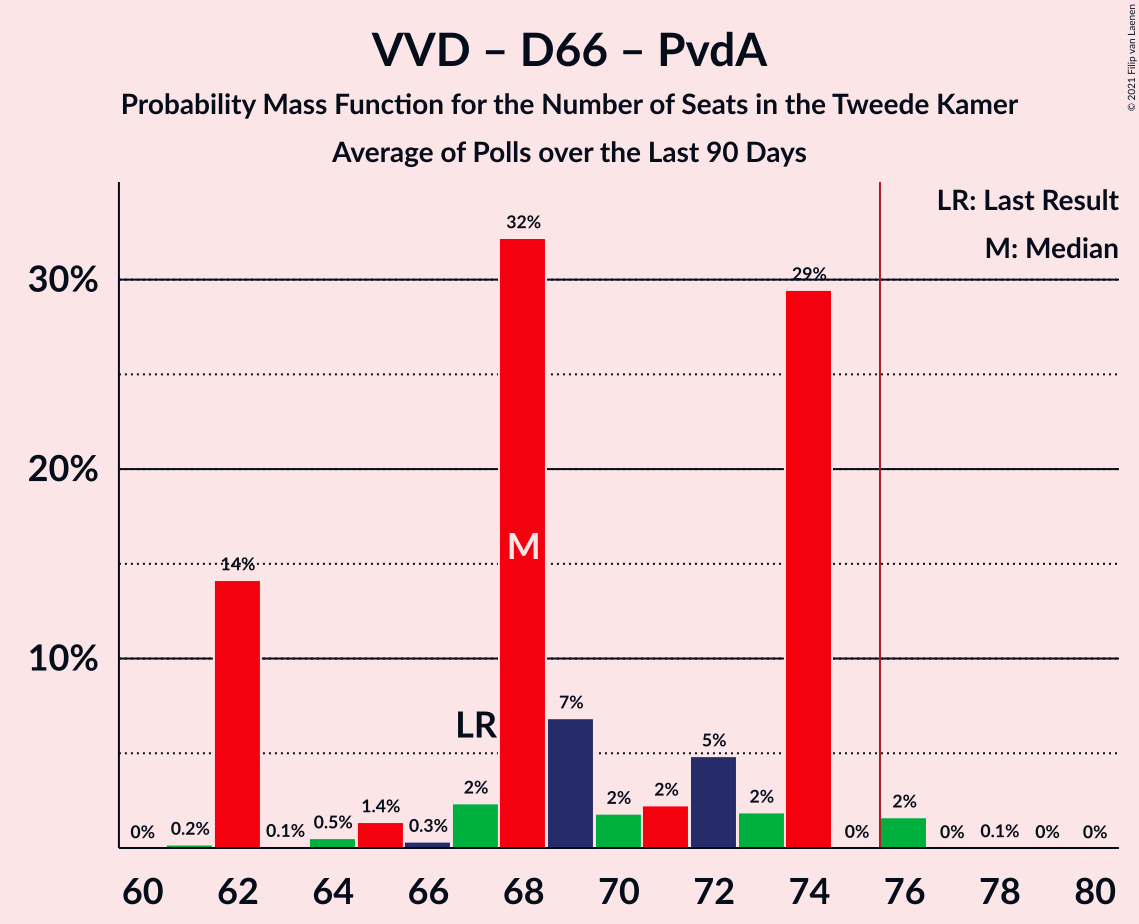 VVD – D66 – PvdA
Probability Mass Function for the Number of Seats in the Tweede Kamer
Average of Polls over the Last 90 Days
© 2021 Filip van Laenen
LR: Last Result
M: Median
30%
20%
10%
0%
0.2%
14%
0.1%
0.5%
1.4%
0.3%
LR
2%
32%
M
7%
2%
2%
5%
2%
29%
0%
2%
0%
0.1%
0%
0%
60 62 64 66 68 70 72 74 76 78 80